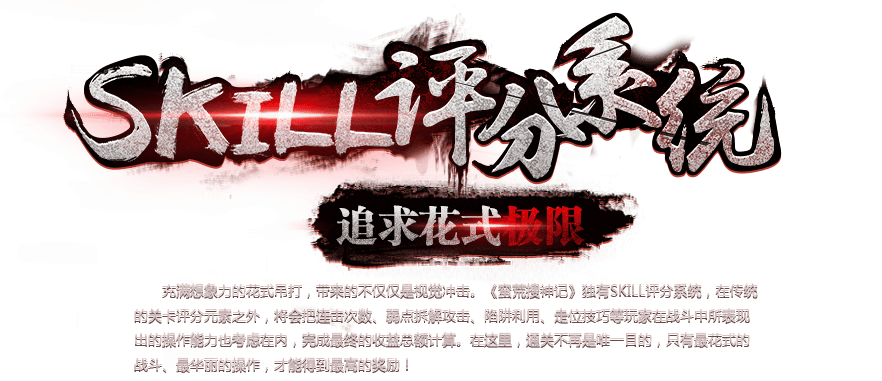 SKILL评分系统
追求花式极限
充满想象力的花式吊打，带来的不仅仅是视觉冲击。《蛮荒搜神记》独有SKILL评分系统，在传统
的关卡评分元素之外，将会把连击次数、弱点拆解攻击、陷阱利用、走位技巧等玩家在战斗中所表现
出的操作能力也考虑在内，完成最终的收益总额计算。在这里，通关不再是唯一目的，只有最花式的
战斗、最华丽的操作，才能得到最高的奖励！